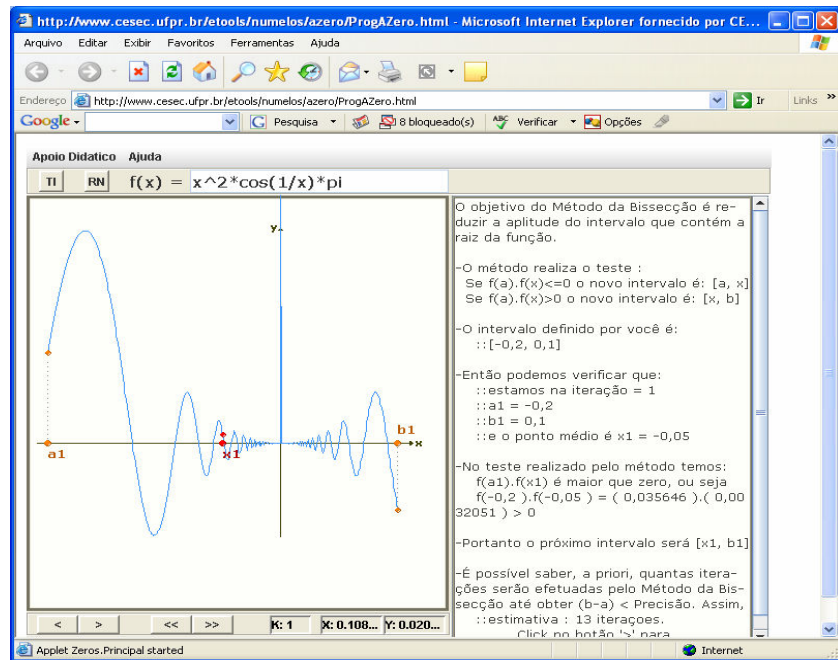 http://www.cesec.ufpr.br/etools/numelos/azero/ProgAZero.html - Microsoft Internet Explorer fornecido por CE...
Arquivo Editar Exibir Favoritos Ferramentas Ajuda
Endereço http://www.cesec.ufpr.br/etools/numelos/azero/ProgAZero.html Ir Links »
Google Pesquisa 8 bloqueado(s) Verificar Opções
Apoio Didatico Ajuda
TI RN f(x) = x^2*cos(1/x)*pi
y
b1
x
a1
x1
O objetivo do Método da Bissecção é re-
duzir a aplitude do intervalo que contém a
raiz da função.
-O método realiza o teste :
Se f(a).f(x)<=0 o novo intervalo é: [a, x]
Se f(a).f(x)>0 o novo intervalo é: [x, b]
-O intervalo definido por você é:
::[-0,2, 0,1]
-Então podemos verificar que:
::estamos na iteração = 1
::a1 = -0,2
::b1 = 0,1
::e o ponto médio é x1 = -0,05
-No teste realizado pelo método temos:
f(a1).f(x1) é maior que zero, ou seja
f(-0,2 ).f(-0,05 ) = ( 0,035646 ).( 0,00
32051 ) > 0
-Portanto o próximo intervalo será [x1, b1]
-É possível saber, a priori, quantas itera-
ções serão efetuadas pelo Método da Bis-
secção até obter (b-a) < Precisão. Assim,
::estimativa : 13 iteraçoes.
Click no botão '>' para
< > << >> K: 1 X: 0.108... Y: 0.020...
Applet Zeros.Principal started Internet